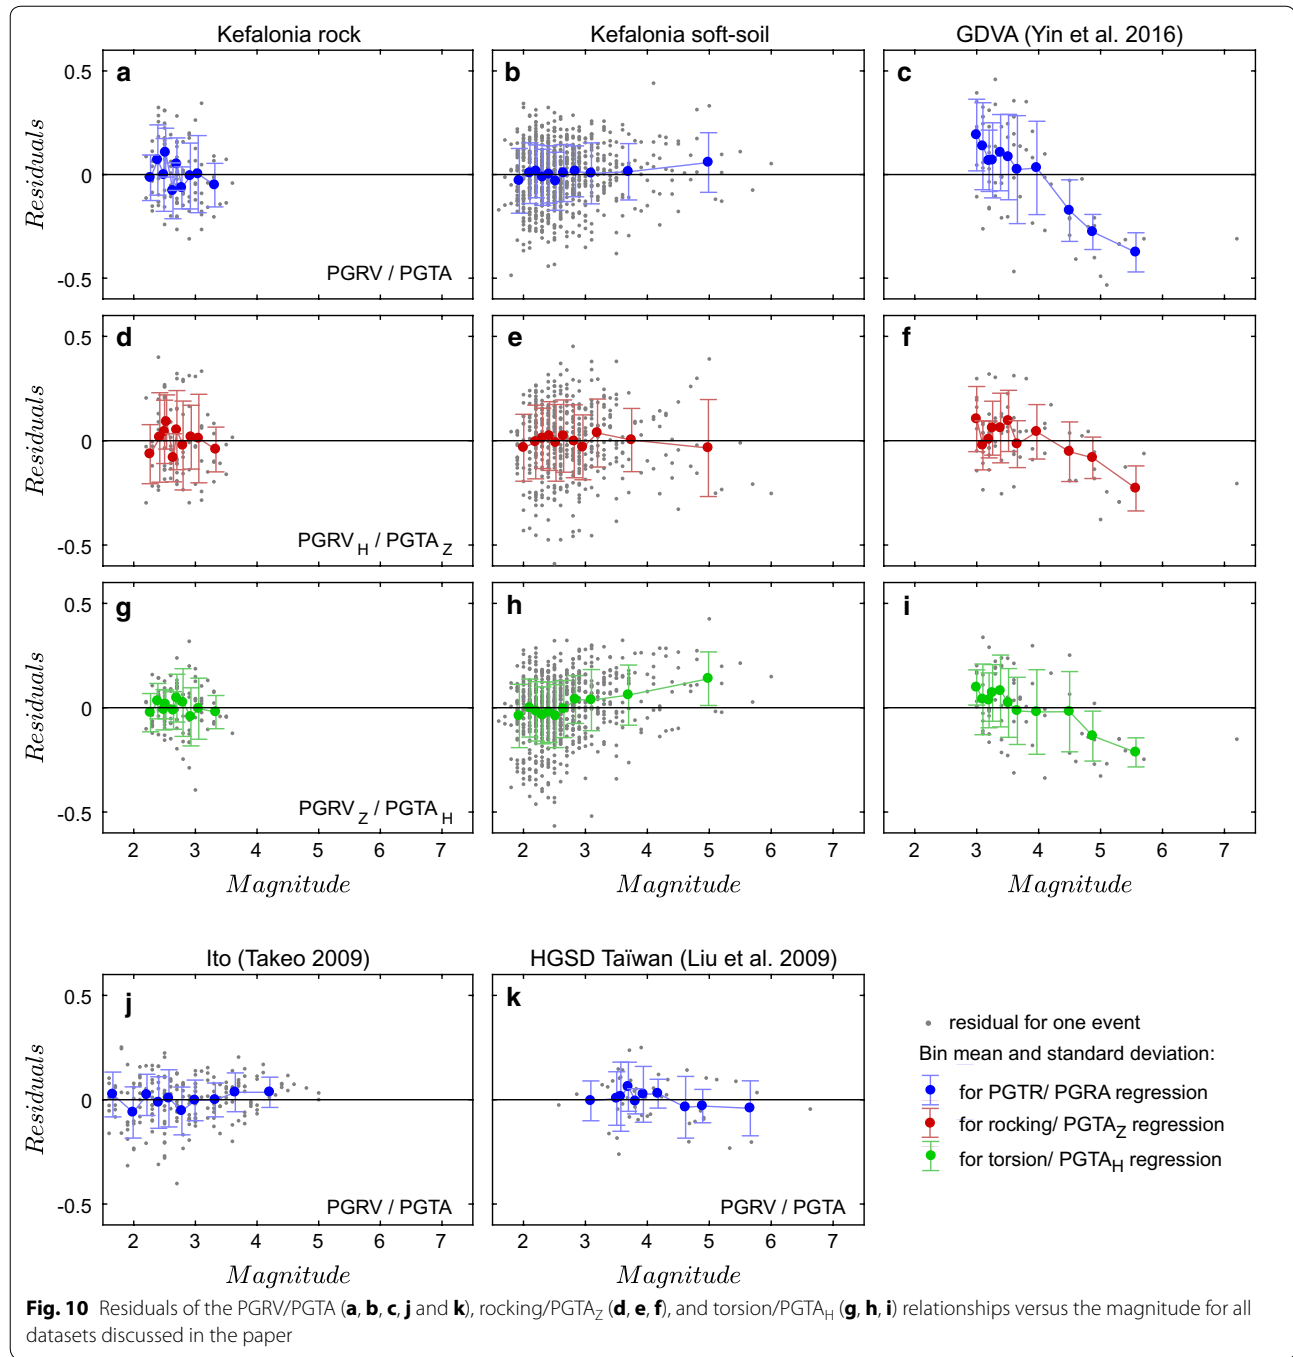 Kefalonia rock
Kefalonia soft-soil
GDVA (Yin et al. 2016)
Residuals
0.5
0
-0.5
a
PGRV / PGTA
b
c
Residuals
0.5
0
-0.5
d
PGRV H / PGTA Z
e
f
Residuals
0.5
0
-0.5
g
PGRV Z / PGTA H
h
i
2 3 4 5 6 7
2 3 4 5 6 7
2 3 4 5 6 7
Magnitude
Magnitude
Magnitude
Ito (Takeo 2009)
HGSD Taïwan (Liu et al. 2009)
Residuals
0.5
0
-0.5
j
PGRV / PGTA
k
PGRV / PGTA
2 3 4 5 6 7
2 3 4 5 6 7
Magnitude
Magnitude
residual for one event
Bin mean and standard deviation:
for PGTR/ PGRA regression
for rocking/ PGTAZ regression
for torsion/ PGTAH regression
Fig. 10 Residuals of the PGRV/PGTA (a, b, c, j and k), rocking/PGTAZ (d, e, f), and torsion/PGTAH (g, h, i) relationships versus the magnitude for all
datasets discussed in the paper